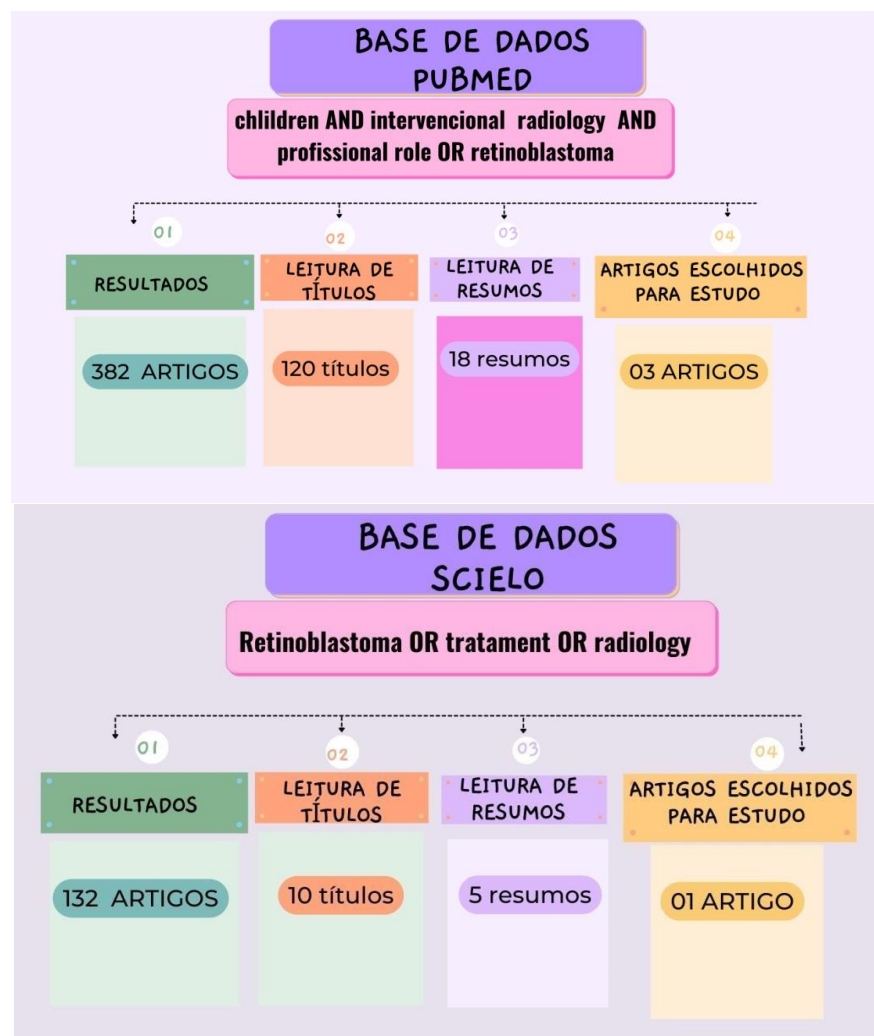 BASE DE DADOS
PUBMED
chlildren AND intervencional radiology AND
profissional role OR retinoblastoma
01
02
03
04
RESULTADOS
LEITURA DE
TÍTULOS
LEITURA DE
RESUMOS
ARTIGOS ESCOLHIDOS
PARA ESTUDO
382 ARTIGOS
120 títulos
18 resumos
03 ARTIGOS
BASE DE DADOS
SCIELO
Retinoblastoma OR tratament OR radiology
01
02
03
04
RESULTADOS
LEITURA DE
TÍTULOS
LEITURA DE
RESUMOS
ARTIGOS ESCOLHIDOS
PARA ESTUDO
132 ARTIGOS
10 títulos
5 resumos
01 ARTIGO